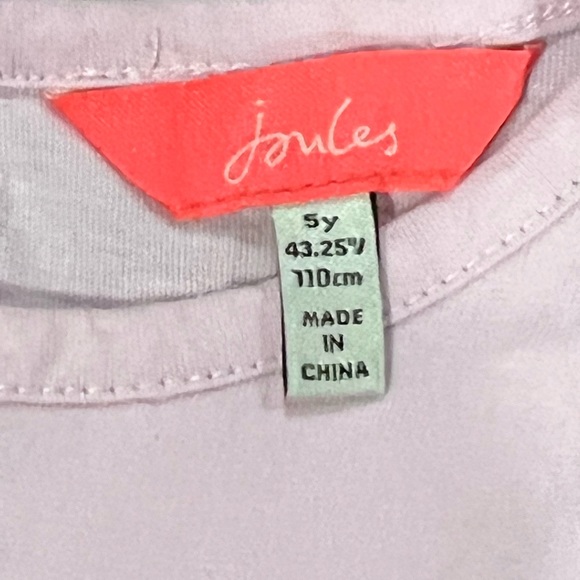 Joules
5y
43.25"/
110cm
MADE
IN
CHINA